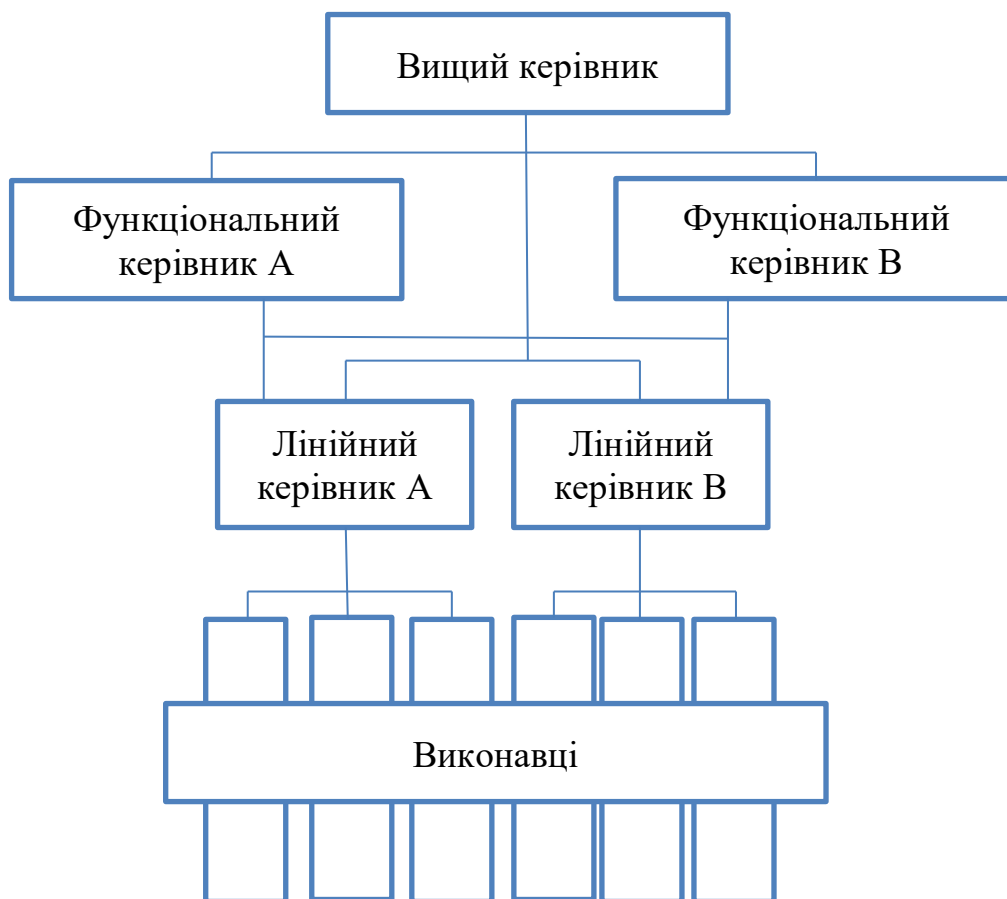 Вищий керівник
Функціональний
керівник А
Функціональний
керівник В
Лінійний
керівник А
Лінійний
керівник В
Виконавці